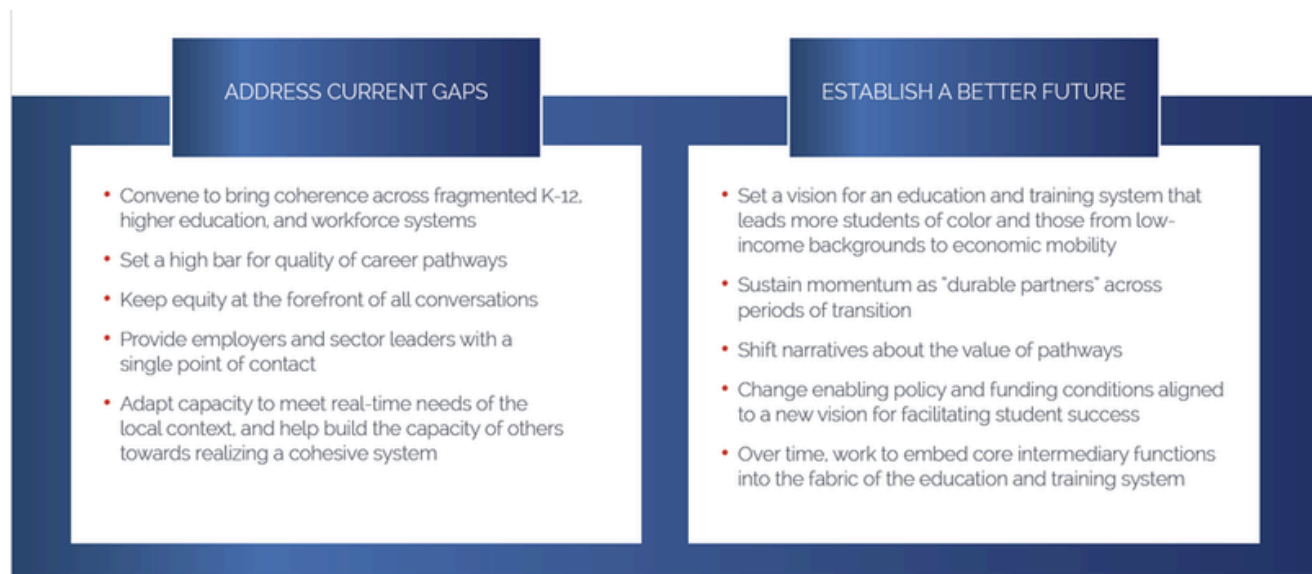 ADDRESS CURRENT GAPS
• Convene to bring coherence across fragmented K-12,
higher education, and workforce systems
• Set a high bar for quality of career pathways
• Keep equity at the forefront of all conversations
• Provide employers and sector leaders with a
single point of contact
• Adapt capacity to meet real-time needs of the
local context, and help build the capacity of others
towards realizing a cohesive system
ESTABLISH A BETTER FUTURE
• Set a vision for an education and training system that
leads more students of color and those from low-
income backgrounds to economic mobility
• Sustain momentum as "durable partners" across
periods of transition
• Shift narratives about the value of pathways
• Change enabling policy and funding conditions aligned
to a new vision for facilitating student success
• Over time, work to embed core intermediary functions
into the fabric of the education and training system